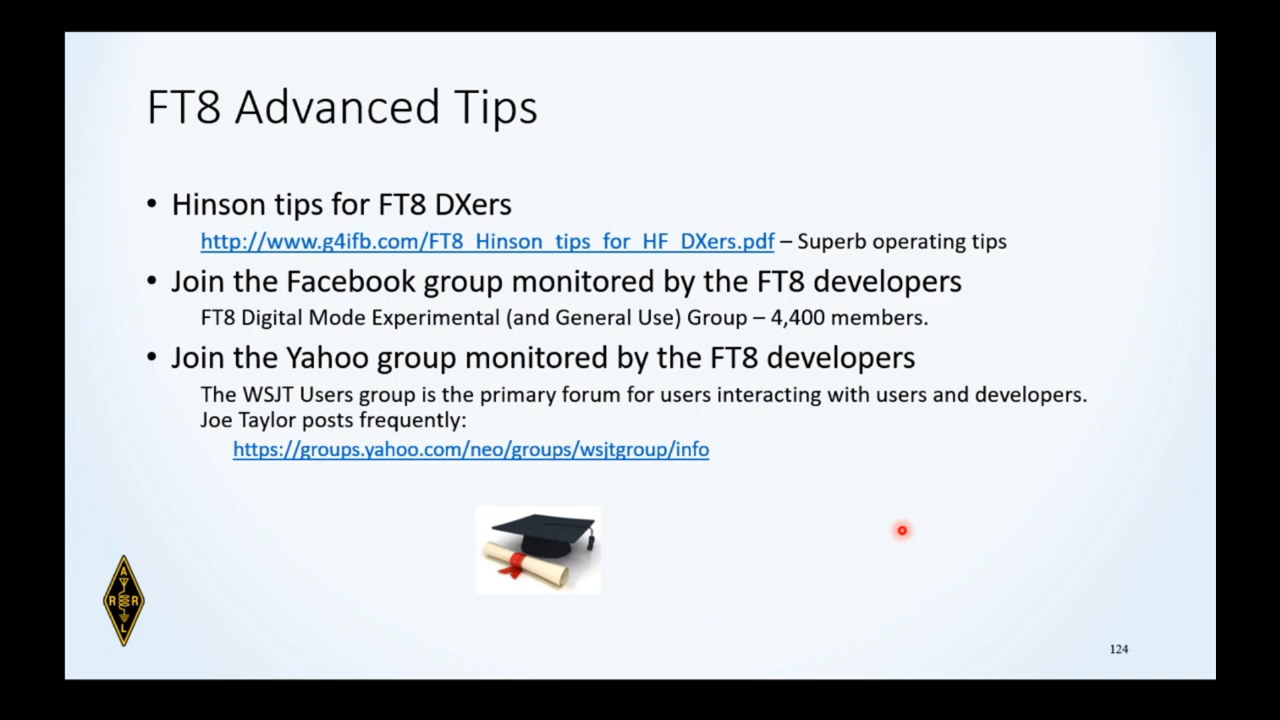 FT8 Advanced Tips
• Hinson tips for FT8 DXers
http://www.g4ifb.com/FT8_Hinson_tips_for_HF_DXers.pdf – Superb operating tips
• Join the Facebook group monitored by the FT8 developers
FT8 Digital Mode Experimental (and General Use) Group – 4,400 members.
• Join the Yahoo group monitored by the FT8 developers
The WSJT Users group is the primary forum for users interacting with users and developers.
Joe Taylor posts frequently:
https://groups.yahoo.com/neo/groups/wsjtgroup/info
A
R R
L
124